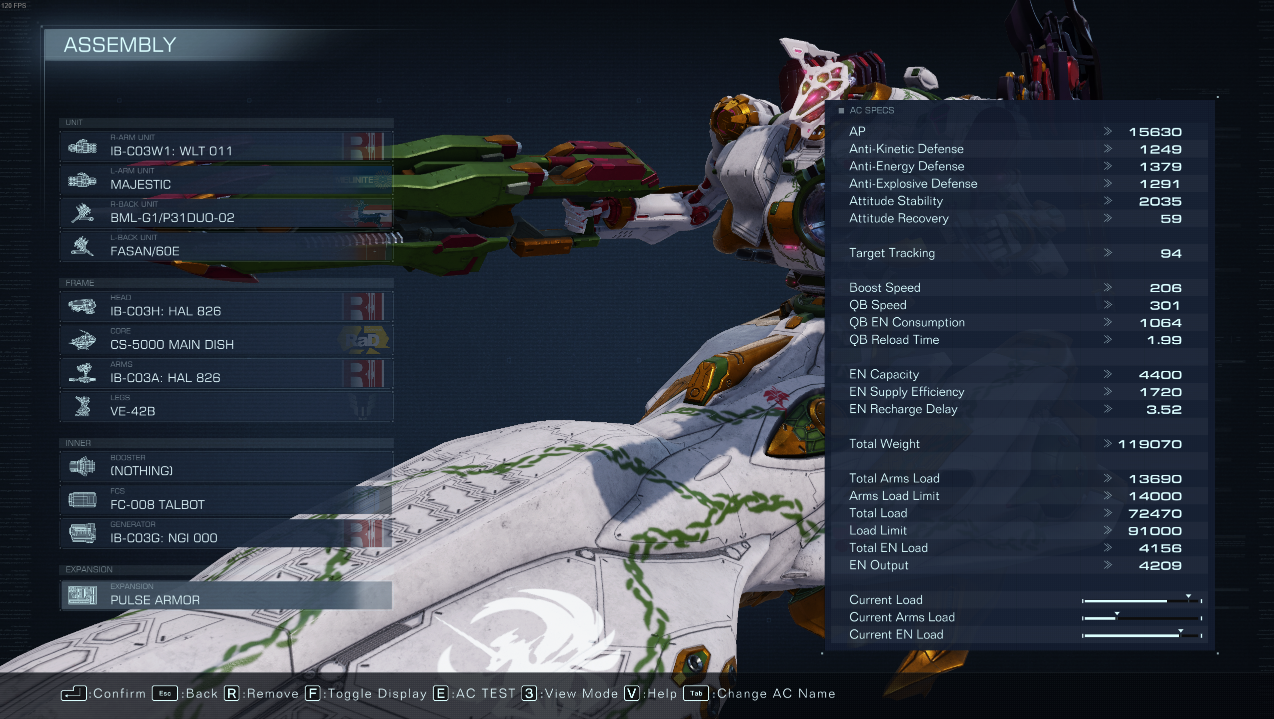 120 FPS
ASSEMBLY
UNIT
R-ARM UNIT
IB-C03W1: WLT 011
L-ARM UNIT
MAJESTIC
R-BACK UNIT
BML-G1/P31DUO-02
L-BACK UNIT
FASAN/60E
FRAME
HEAD
IB-C03H: HAL 826
CORE
CS-5000 MAIN DISH
RaD
ARMS
IB-C03A: HAL 826
LEGS
VE-42B
INNER
BOOSTER
(NOTHING)
FCS
FC-008 TALBOT
GENERATOR
IB-C03G: NGI 000
EXPANSION
EXPANSION
PULSE ARMOR
AC SPECS
AP 15630
Anti-Kinetic Defense 1249
Anti-Energy Defense 1379
Anti-Explosive Defense 1291
Attitude Stability 2035
Attitude Recovery 59
Target Tracking 94
Boost Speed 206
QB Speed 301
QB EN Consumption 1064
QB Reload Time 1.99
EN Capacity 4400
EN Supply Efficiency 1720
EN Recharge Delay 3.52
Total Weight 119070
Total Arms Load 13690
Arms Load Limit 14000
Total Load 72470
Load Limit 91000
Total EN Load 4156
EN Output 4209
Current Load
Current Arms Load
Current EN Load
:Confirm Esc :Back R :Remove F :Toggle Display E :AC TEST 3 :View Mode V :Help Tab :Change AC Name